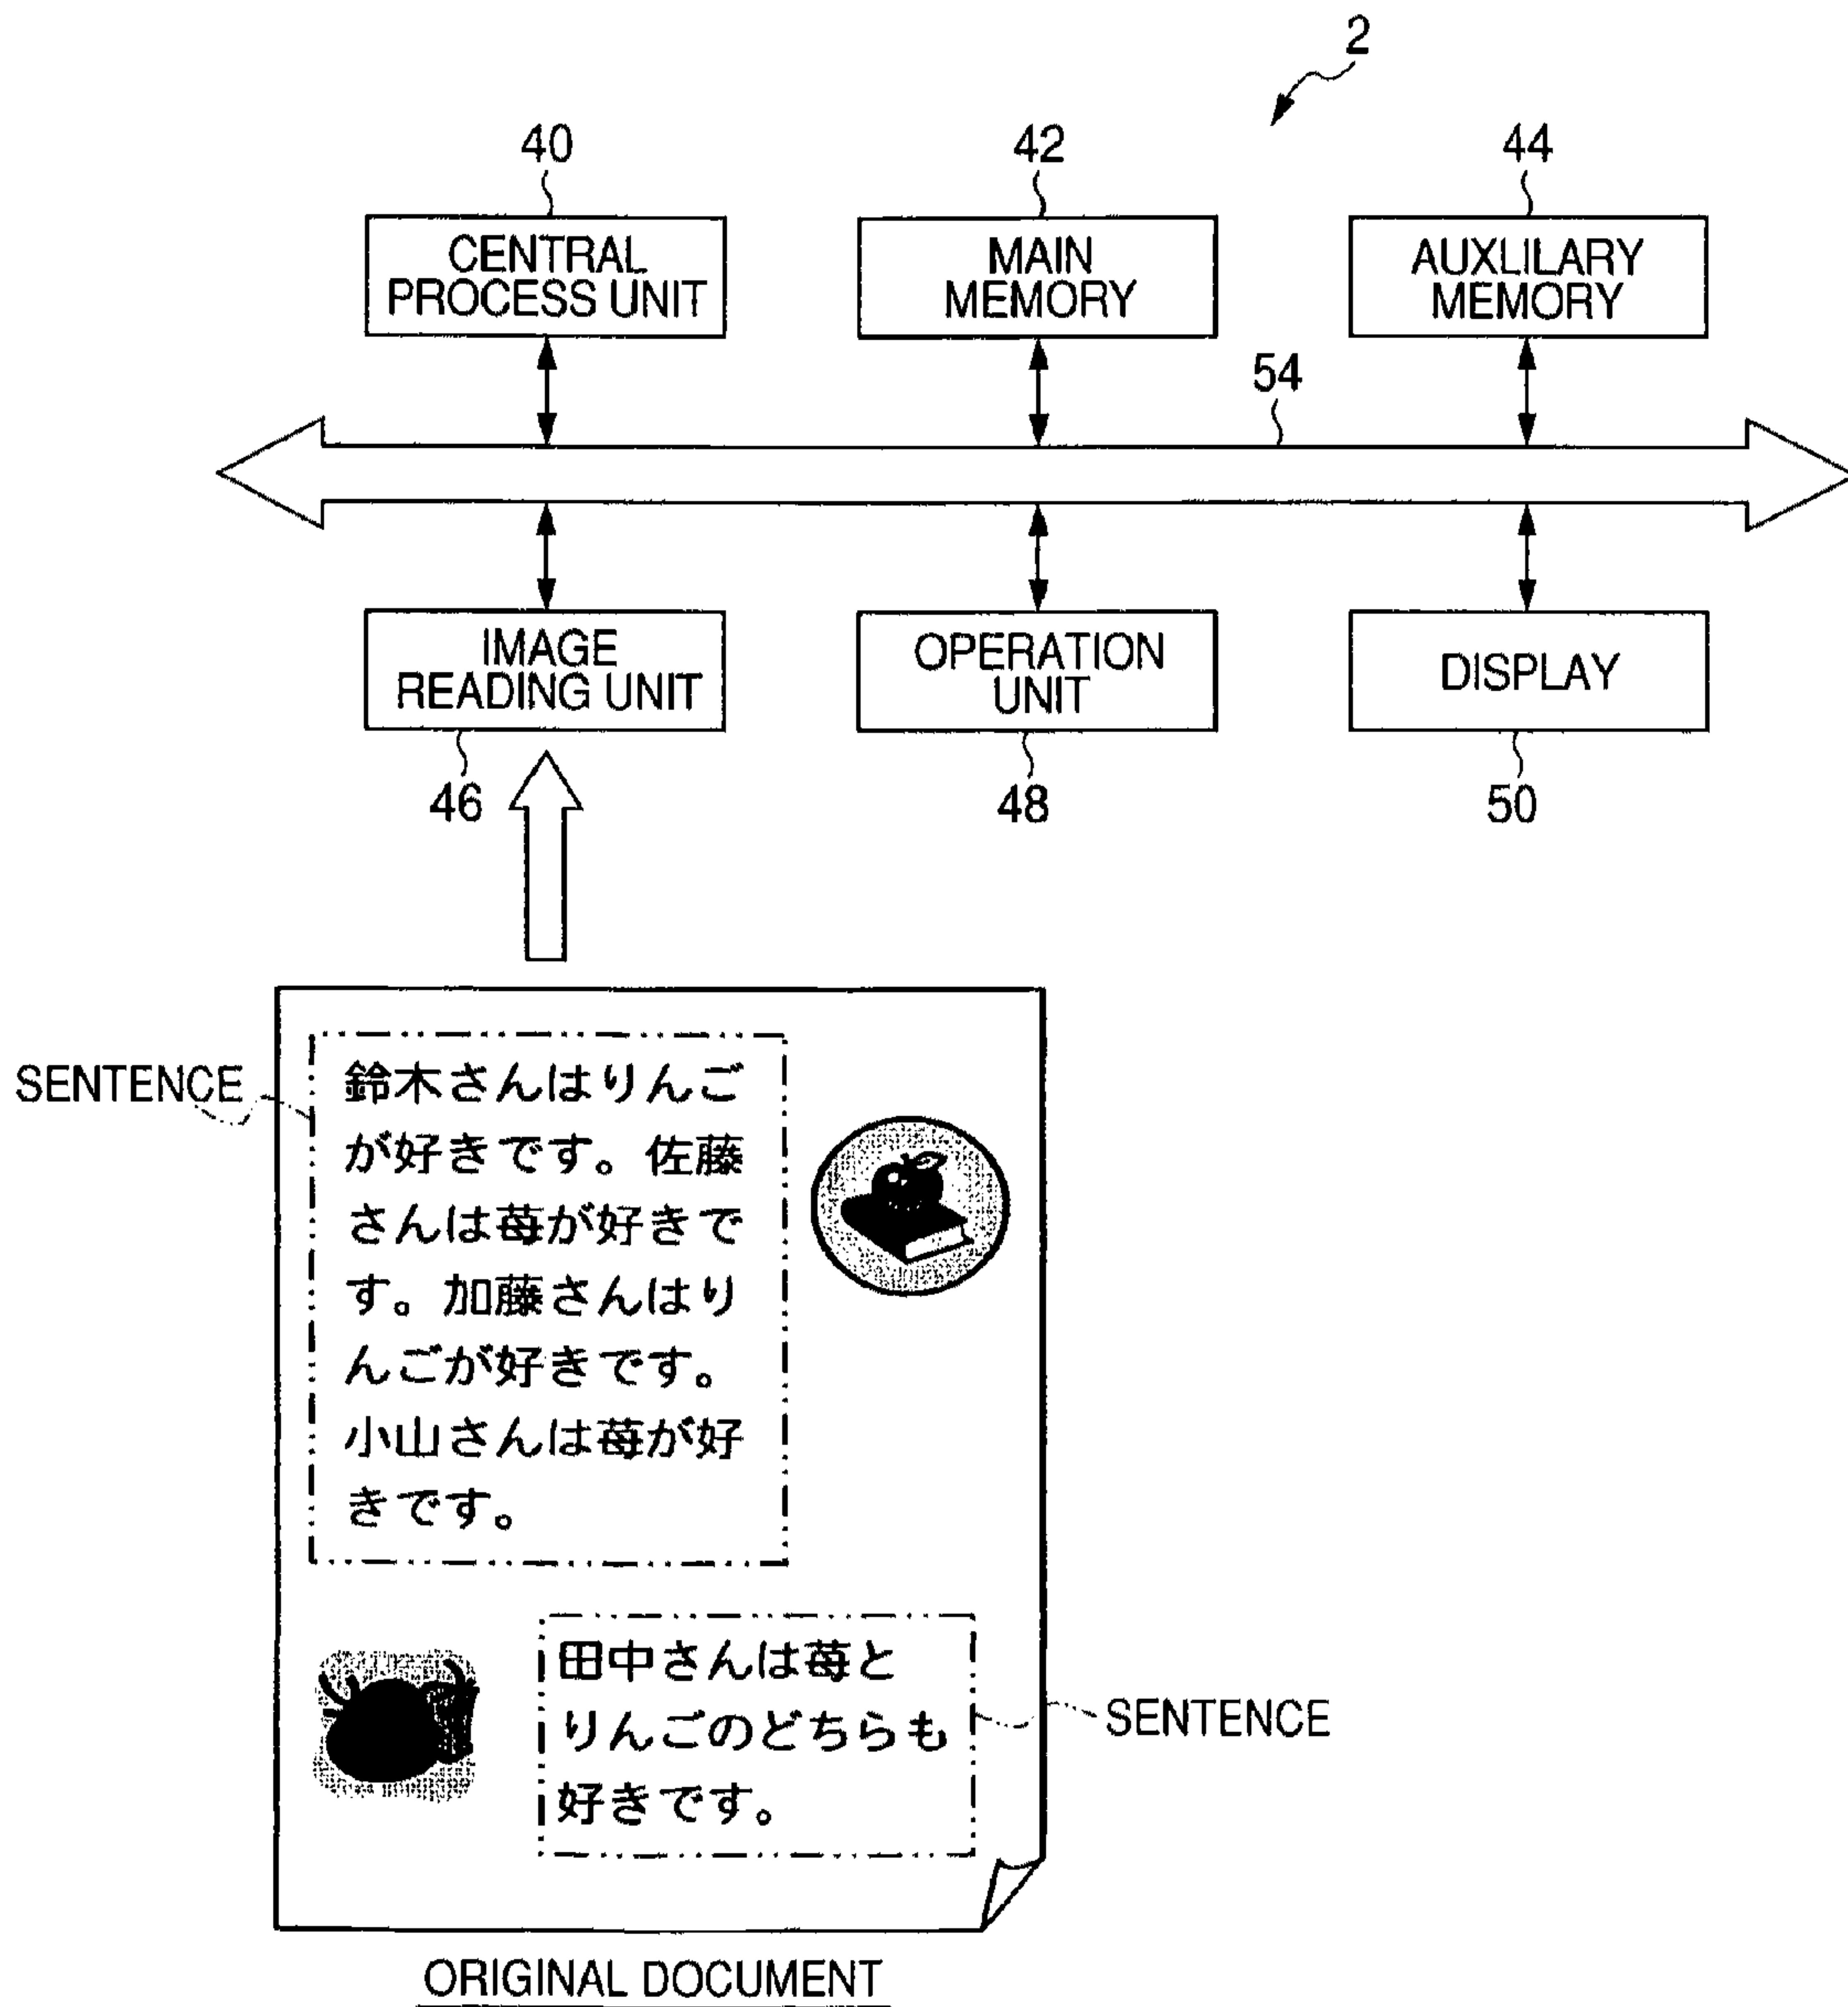 2
40
42
44
CENTRAL
PROCESS UNIT
MAIN
MEMORY
AUXLILARY
MEMORY
54
IMAGE
READING UNIT
OPERATION
UNIT
DISPLAY
46
48
50
SENTENCE
鈴木さんはりんご
が好きです。佐藤
さんは苺が好きで
す。加藤さんはり
んごが好きです。
小山さんは苺が好
きです。
田中さんは苺と
りんごのどちらも
好きです。
SENTENCE
ORIGINAL DOCUMENT